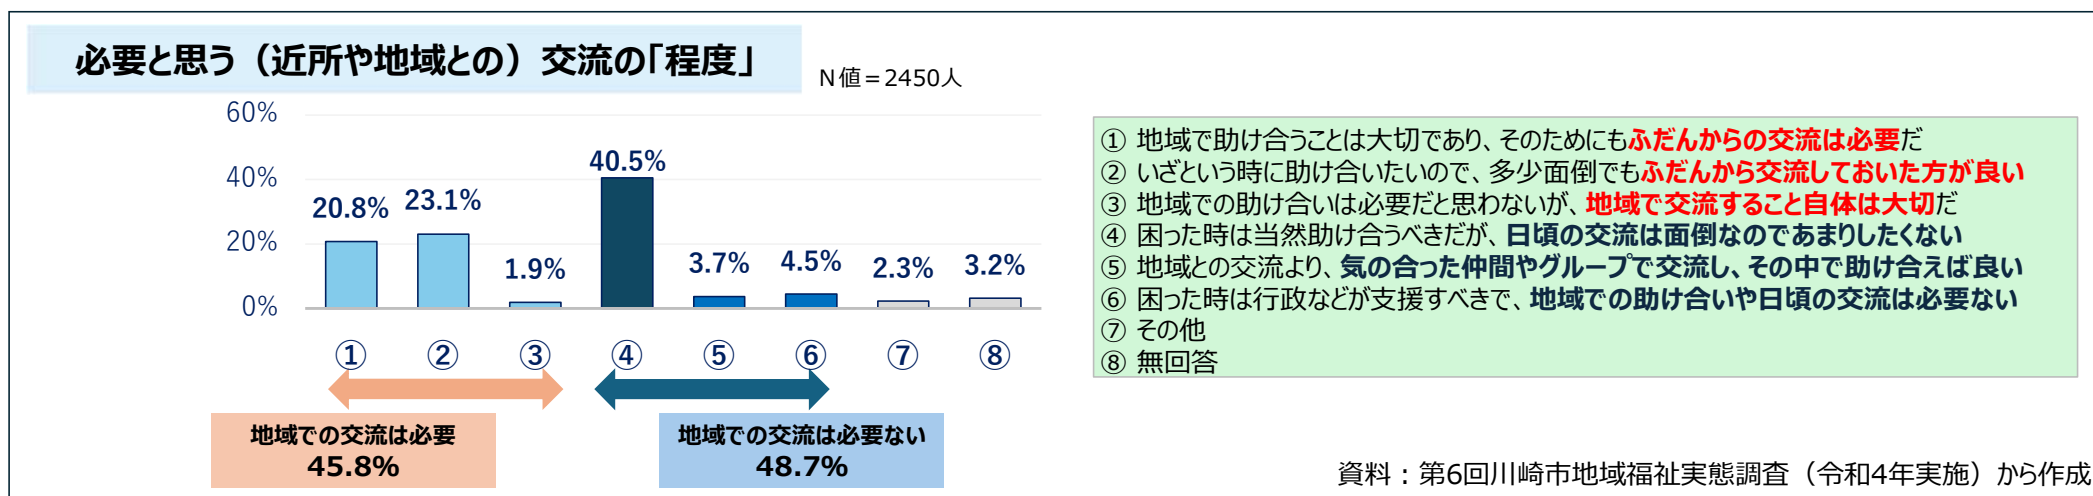 必要と思う（近所や地域との）交流の「程度」
N値＝2450人
60%
40%
20%
0%
20.8%
23.1%
1.9%
40.5%
3.7%
4.5%
2.3%
3.2%
①
②
③
④
⑤
⑥
⑦
⑧
地域での交流は必要
45.8%
地域での交流は必要ない
48.7%
① 地域で助け合うことは大切であり、そのためにもふだんからの交流は必要だ
② いざという時に助け合いたいので、多少面倒でもふだんから交流しておいた方が良い
③ 地域での助け合いは必要だと思わないが、地域で交流すること自体は大切だ
④ 困った時は当然助け合うべきだが、日頃の交流は面倒なのであまりしたくない
⑤ 地域との交流より、気の合った仲間やグループで交流し、その中で助け合えば良い
⑥ 困った時は行政などが支援すべきで、地域での助け合いや日頃の交流は必要ない
⑦ その他
⑧ 無回答
資料：第6回川崎市地域福祉実態調査（令和4年実施）から作成